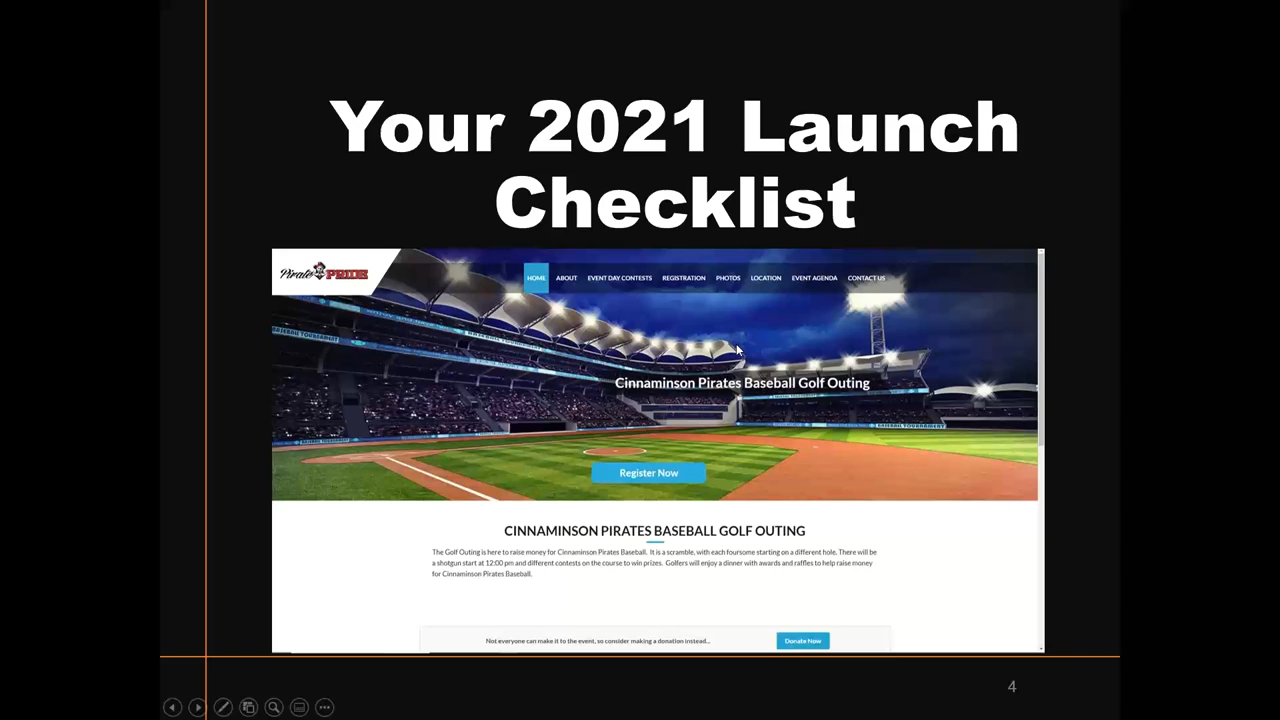 Your 2021 Launch
Checklist
Pirate PRIDE
HOME ABOUT EVENT DAY CONTESTS REGISTRATION PHOTOS LOCATION EVENT AGENDA CONTACT US
BASEBALL TOURNAMENT
Cinnaminson Pirates Baseball Golf Outing
BASEBALL TOURNAMENT
Register Now
CINNAMINSON PIRATES BASEBALL GOLF OUTING
The Golf Outing is here to raise money for Cinnaminson Pirates Baseball. It is a scramble, with each foursome starting on a different hole. There will be
a shotgun start at 12:00 pm and different contests on the course to win prizes. Golfers will enjoy a dinner with awards and raffles to help raise money
for Cinnaminson Pirates Baseball.
Not everyone can make it to the event, so consider making a donation instead...
Donate Now
4